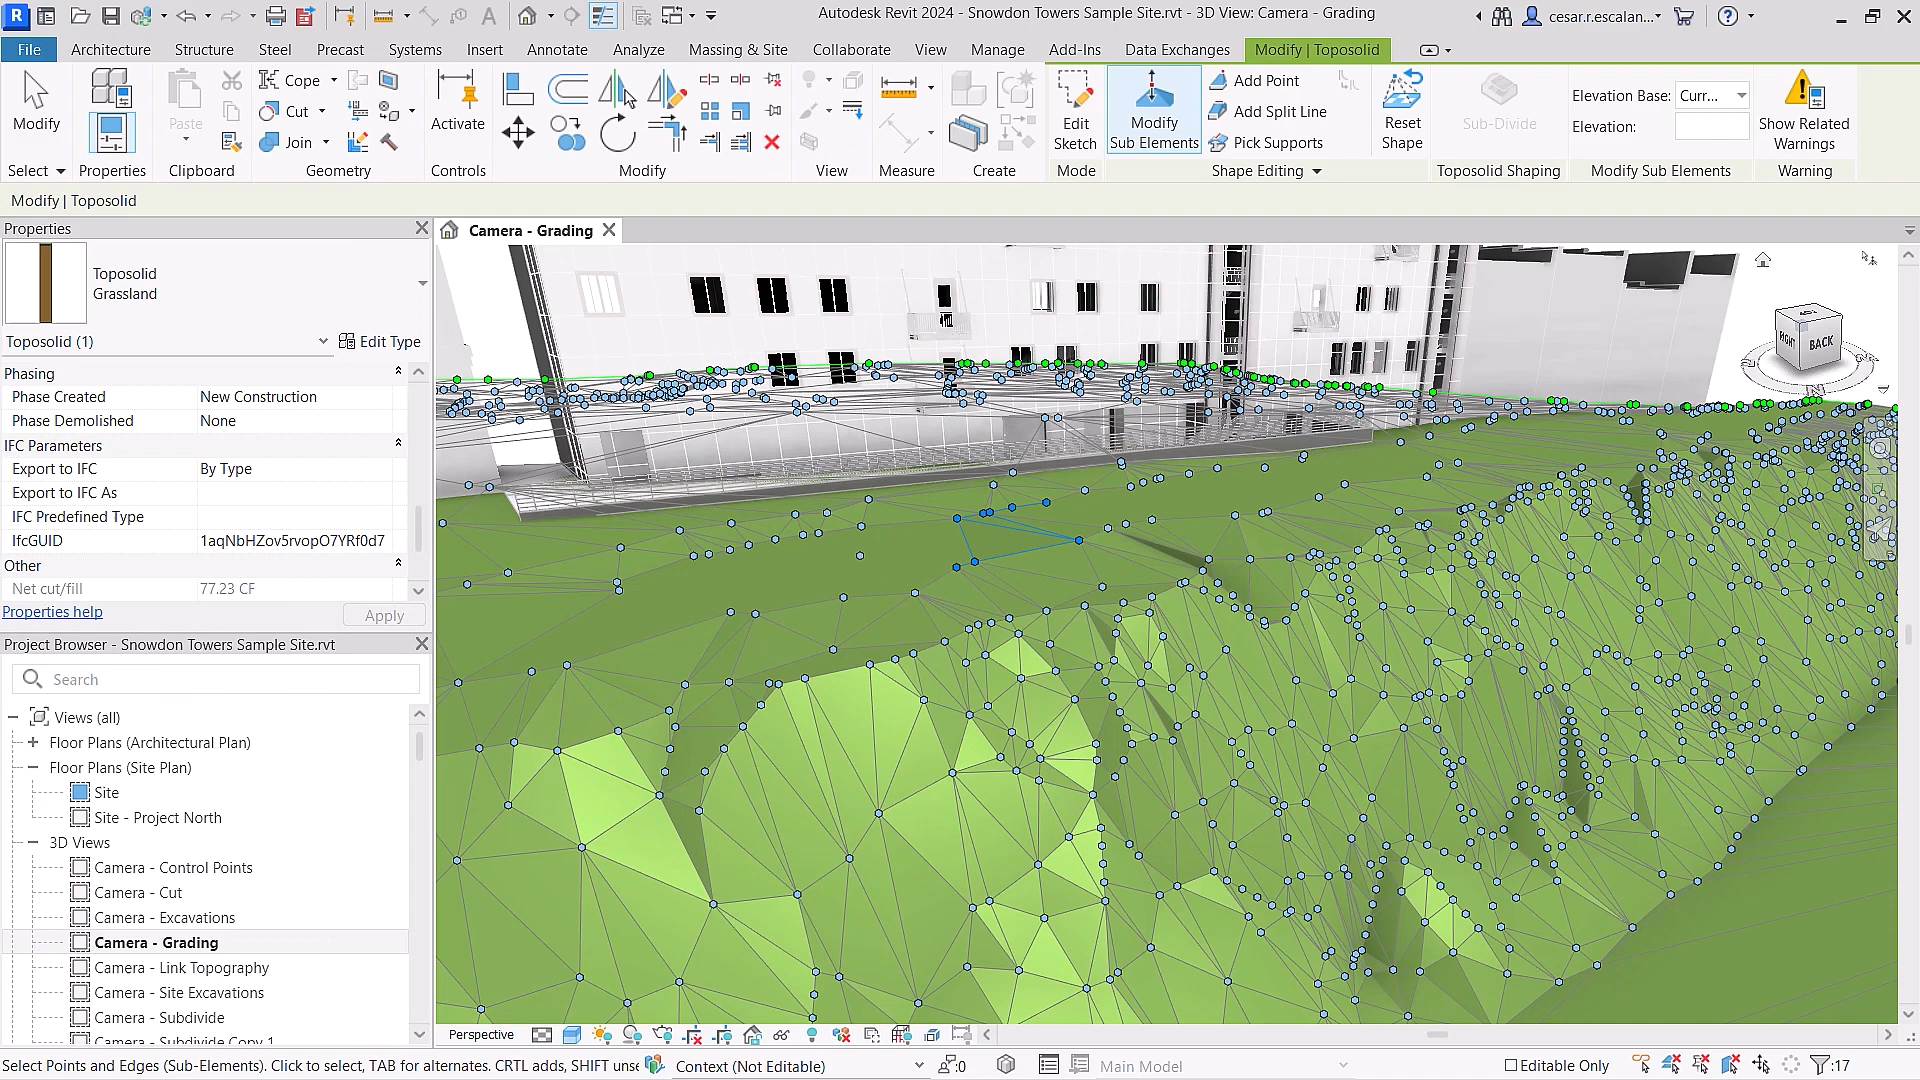 R
Autodesk Revit 2024 - Snowdon Towers Sample Site.rvt - 3D View: Camera - Grading
cesar.r.escalan...
File Architecture Structure Steel Precast Systems Insert Annotate Analyze Massing & Site Collaborate View Manage Add-Ins Data Exchanges Modify | Toposolid
Modify
Paste
Cope
Cut
Join
Activate
Edit Sketch
Modify Sub Elements
Add Point
Add Split Line
Pick Supports
Reset Shape
Sub-Divide
Elevation Base: Curr...
Elevation:
Show Related Warnings
Select Properties Clipboard Geometry Controls Modify View Measure Create Mode Shape Editing Toposolid Shaping Modify Sub Elements Warning
Modify | Toposolid
Properties
Camera - Grading
Toposolid
Grassland
Toposolid (1) Edit Type
Phasing
Phase Created New Construction
Phase Demolished None
IFC Parameters
Export to IFC By Type
Export to IFC As
IFC Predefined Type
IfcGUID 1aqNbHZov5rvopO7YRf0d7
Other
Net cut/fill 77.23 CF
Properties help Apply
RIGHT BACK
N
Project Browser - Snowdon Towers Sample Site.rvt
Search
Views (all)
Floor Plans (Architectural Plan)
Floor Plans (Site Plan)
Site
Site - Project North
3D Views
Camera - Control Points
Camera - Cut
Camera - Excavations
Camera - Grading
Camera - Link Topography
Camera - Site Excavations
Camera - Subdivide
Camera - Subdivide Copy 1
Perspective
Select Points and Edges (Sub-Elements). Click to select, TAB for alternates. CRTL adds, SHIFT unse Context (Not Editable) :0 Main Model Editable Only :17